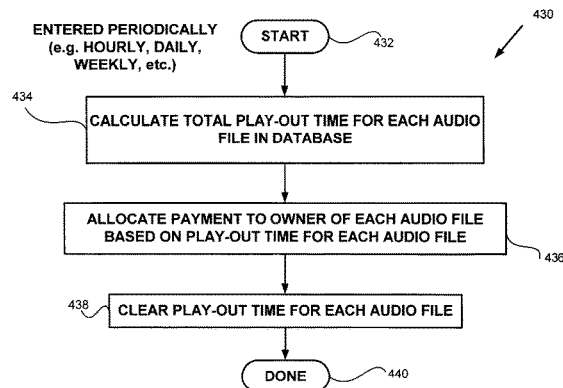 ENTERED PERIODICALLY
(e.g. HOURLY, DAILY,
WEEKLY, etc.)
START
432
430
434
CALCULATE TOTAL PLAY-OUT TIME FOR EACH AUDIO
FILE IN DATABASE
ALLOCATE PAYMENT TO OWNER OF EACH AUDIO FILE
BASED ON PLAY-OUT TIME FOR EACH AUDIO FILE
436
438
CLEAR PLAY-OUT TIME FOR EACH AUDIO FILE
DONE
440